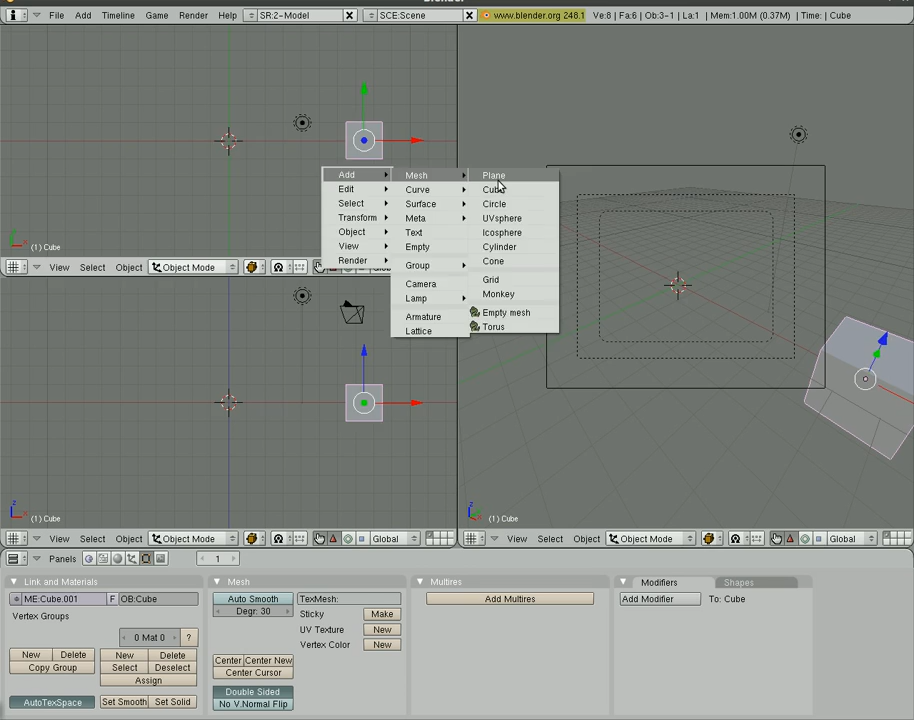 Blender
File Add Timeline Game Render Help SR:2-Model SCE:Scene www.blender.org 248.1 Ve:8 | Fa:6 | Ob:3-1 | La:1 | Mem:1.00M (0.37M) | Time: | Cube
Add
Edit
Select
Transform
Object
View
Render
Mesh
Curve
Surface
Meta
Text
Empty
Group
Camera
Lamp
Armature
Lattice
Plane
Cube
Circle
UVsphere
Icosphere
Cylinder
Cone
Grid
Monkey
Empty mesh
Torus
(1) Cube
View Select Object Object Mode
(1) Cube
(1) Cube
View Select Object Object Mode Global
View Select Object Object Mode Global
Panels 1
Link and Materials
ME:Cube.001 F OB:Cube
Vertex Groups
0 Mat 0 ?
New Delete New Delete
Copy Group Select Deselect
Assign
AutoTexSpace Set Smooth Set Solid
Mesh
Auto Smooth TexMesh:
Degr: 30 Sticky Make
UV Texture New
Vertex Color New
Center Center New
Center Cursor
Double Sided
No V.Normal Flip
Multires
Add Multires
Modifiers Shapes
Add Modifier To: Cube